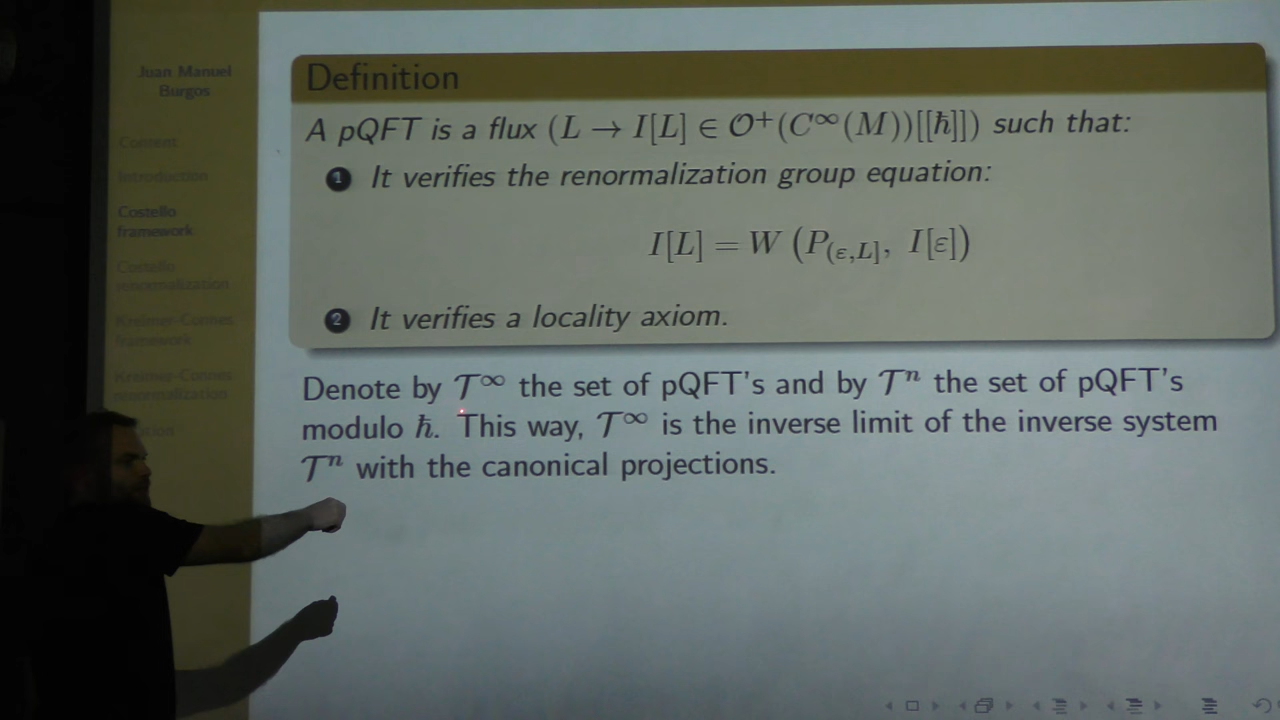 Juan Manuel
Burgos
Content
Introduction
Costello
framework
Costello
renormalization
Kreimer-Connes
framework
Kreimer-Connes
renormalization
Definition
A pQFT is a flux (L → I[L] ∈ O⁺(C^∞(M))[[ħ]]) such that:
1 It verifies the renormalization group equation:
I[L] = W (P_{(ε,L]}, I[ε])
2 It verifies a locality axiom.
Denote by 𝒯^∞ the set of pQFT's and by 𝒯ⁿ the set of pQFT's
modulo ħ. This way, 𝒯^∞ is the inverse limit of the inverse system
𝒯ⁿ with the canonical projections.